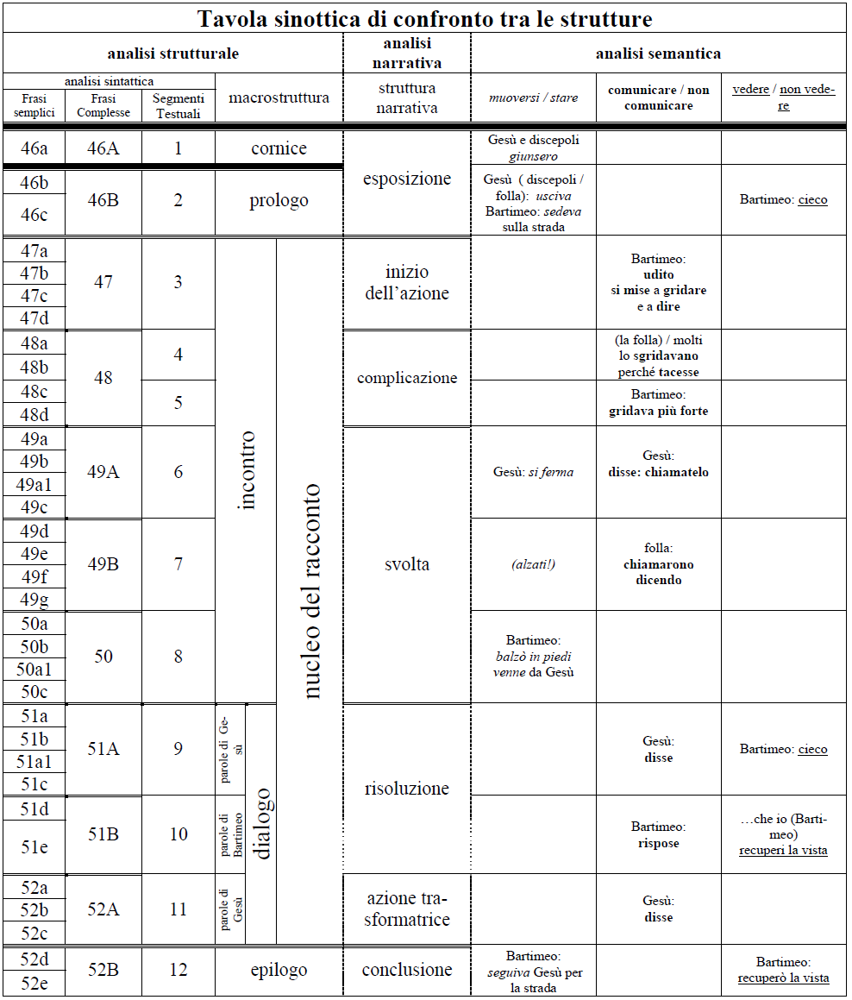 Tavola sinottica di confronto tra le strutture
analisi strutturale
analisi
narrativa
analisi semantica
analisi sintattica
macrostruttura
struttura
narrativa
muoversi / stare
comunicare / non
comunicare
vedere / non vede-
re
Frasi
semplici
Frasi
Complesse
Segmenti
Testuali
46a
46A
1
cornice
esposizione
Gesù e discepoli
giunsero
46b
46c
46B
2
prologo
Gesù ( discepoli /
folla): usciva
Bartimeo: sedeva
sulla strada
Bartimeo: cieco
47a
47b
47c
47d
47
3
incontro
nucleo del racconto
inizio
dell’azione
Bartimeo:
udito
si mise a gridare
e a dire
48a
48b
48c
48d
48
4
5
complicazione
(la folla) / molti
lo sgridavano
perché tacesse
Bartimeo:
gridava più forte
49a
49b
49a1
49c
49A
6
svolta
Gesù: si ferma
Gesù:
disse: chiamatelo
49d
49e
49f
49g
49B
7
(alzati!)
folla:
chiamarono
dicendo
50a
50b
50a1
50c
50
8
Bartimeo:
balzò in piedi
venne da Gesù
51a
51b
51a1
51c
51A
9
parole di Ge-
sù
dialogo
risoluzione
Gesù:
disse
Bartimeo: cieco
51d
51e
51B
10
parole di
Bartimeo
Bartimeo:
rispose
…che io (Barti-
meo)
recuperi la vista
52a
52b
52c
52A
11
parole di
Gesù
azione tra-
sformatrice
Gesù:
disse
52d
52e
52B
12
epilogo
conclusione
Bartimeo:
seguiva Gesù per
la strada
Bartimeo:
recuperò la vista